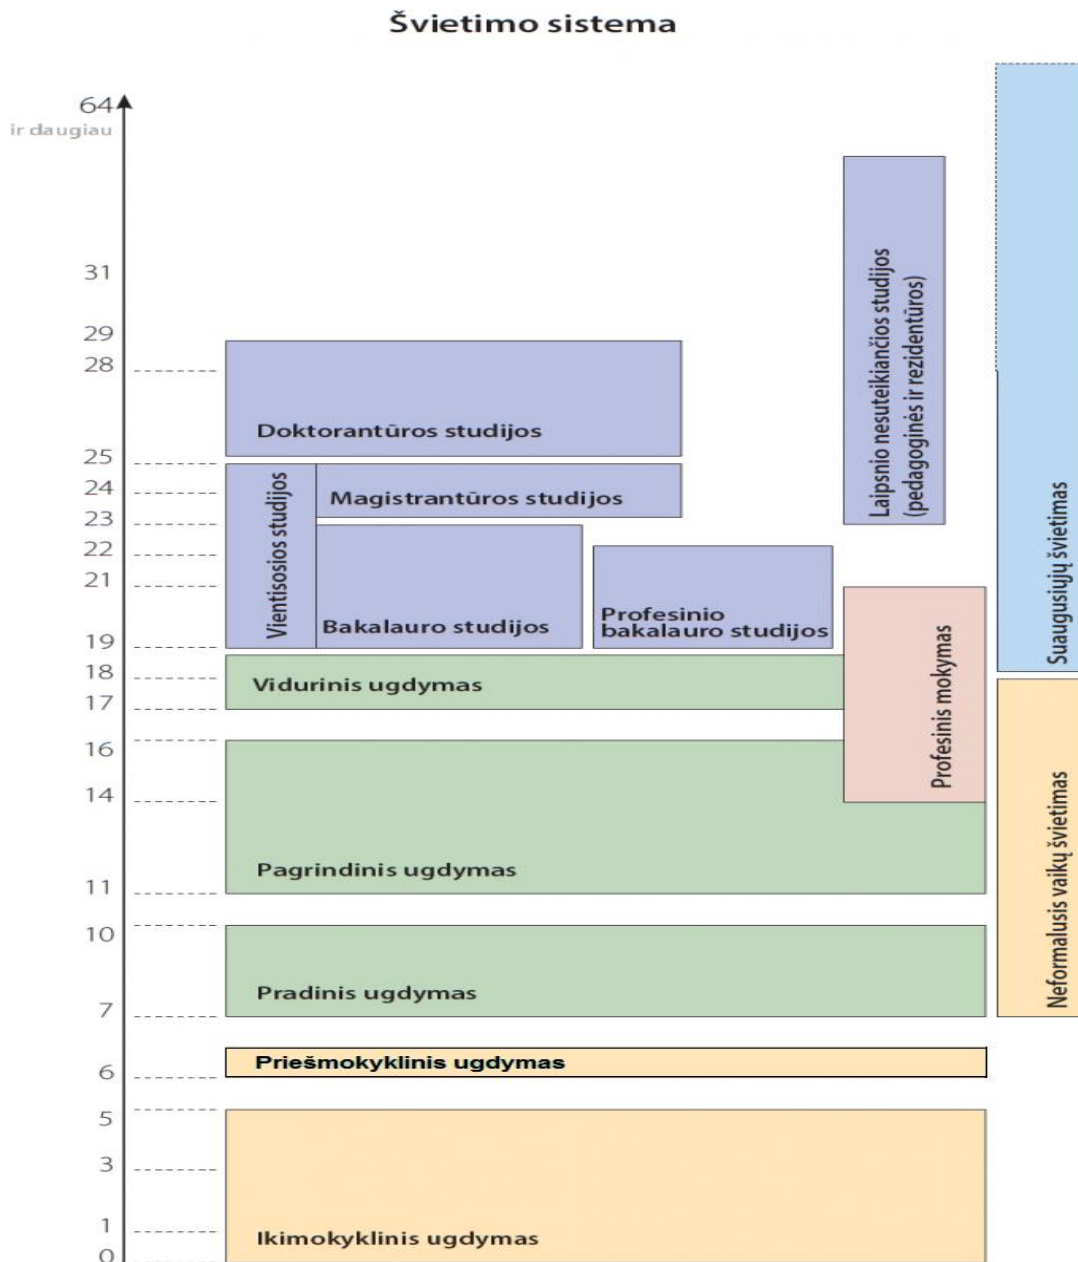 Švietimo sistema
64
ir daugiau
31
29
28
25
24
23
22
21
19
18
17
16
14
11
10
7
6
5
3
1
0
Laipsnio nesuteikiančios studijos
(pedagoginės ir rezidentūros)
Doktorantūros studijos
Vientisosios studijos
Magistrantūros studijos
Bakalauro studijos
Profesinio
bakalauro studijos
Suaugusiųjų švietimas
Vidurinis ugdymas
Profesinis mokymas
Pagrindinis ugdymas
Neformalusis vaikų švietimas
Pradinis ugdymas
Priešmokyklinis ugdymas
Ikimokyklinis ugdymas